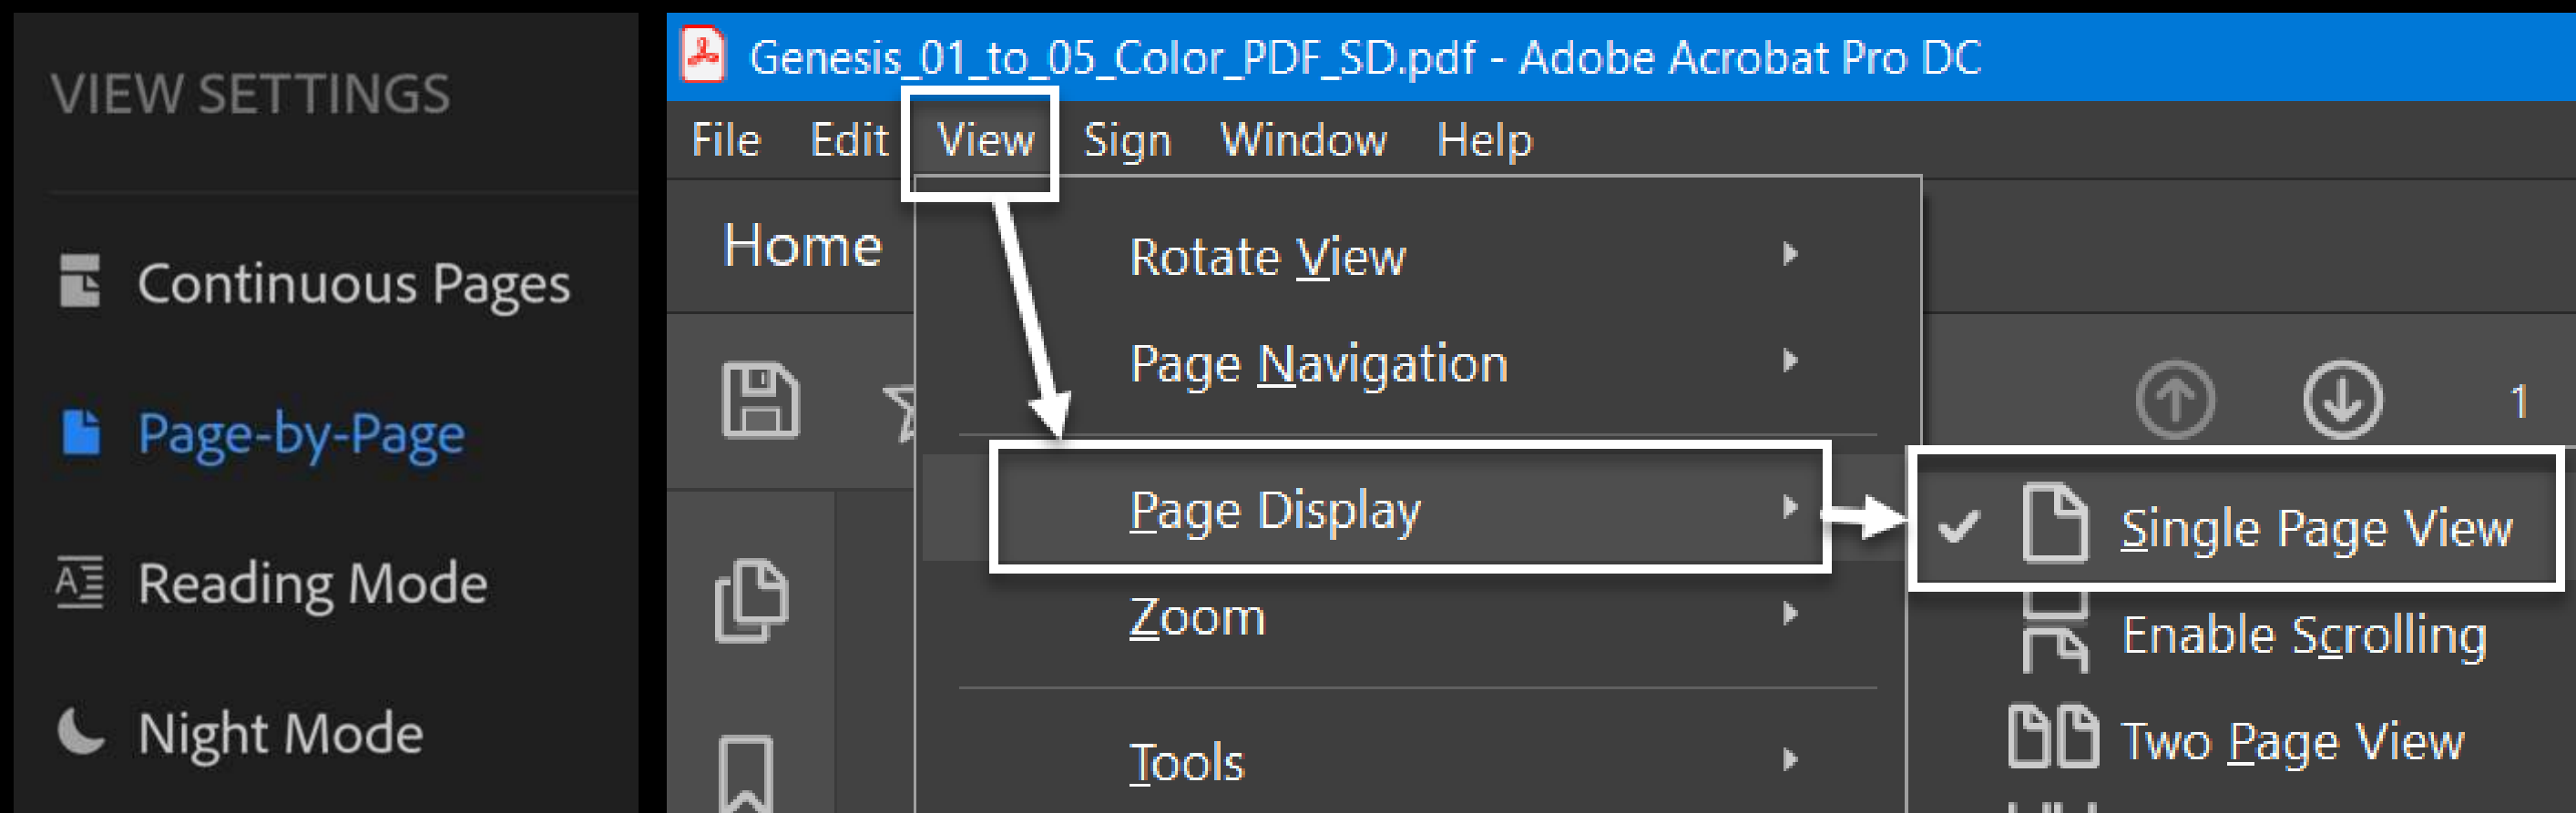 VIEW SETTINGS
Continuous Pages
Page-by-Page
Reading Mode
Night Mode
Genesis_01_to_05_Color_PDF_SD.pdf - Adobe Acrobat Pro DC
File Edit View Sign Window Help
Home
Rotate View
Page Navigation
1
Page Display
Single Page View
Zoom
Enable Scrolling
Two Page View
Tools